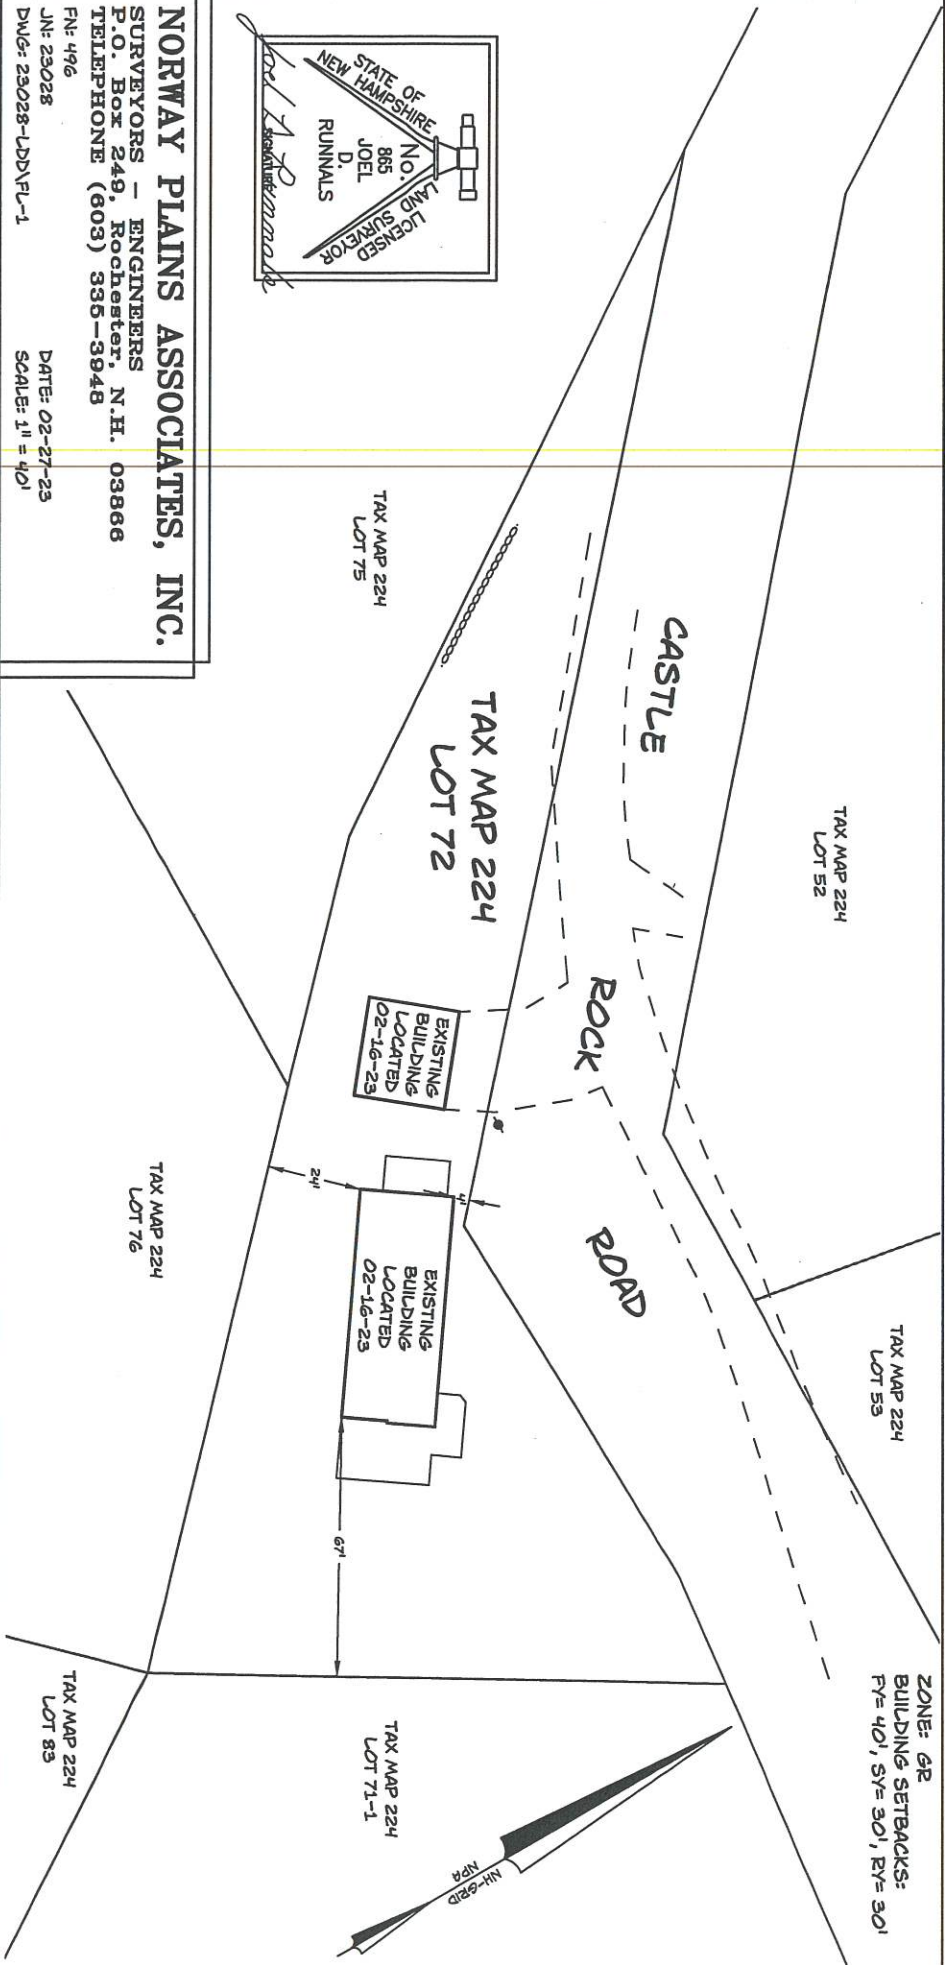 ZONE: GR
BUILDING SETBACKS:
FY= 40', SY= 30', RY= 30'
TAX MAP 224
LOT 52
TAX MAP 224
LOT 53
CASTLE
ROCK
ROAD
TAX MAP 224
LOT 72
EXISTING
BUILDING
LOCATED
02-16-23
EXISTING
BUILDING
LOCATED
02-16-23
4'
24'
67'
TAX MAP 224
LOT 75
TAX MAP 224
LOT 76
TAX MAP 224
LOT 71-1
TAX MAP 224
LOT 83
NH-GRID
NPA
STATE OF
NEW HAMPSHIRE
No.
865
JOEL
D.
RUNNALS
LICENSED
LAND SURVEYOR
SIGNATURE
Joel D Runnals
NORWAY PLAINS ASSOCIATES, INC.
SURVEYORS - ENGINEERS
P.O. Box 249, Rochester, N.H. 03866
TELEPHONE (603) 335-3948
FN: 496
JN: 23028
DATE: 02-27-23
DWG: 23028-LDD\FL-1
SCALE: 1" = 40'